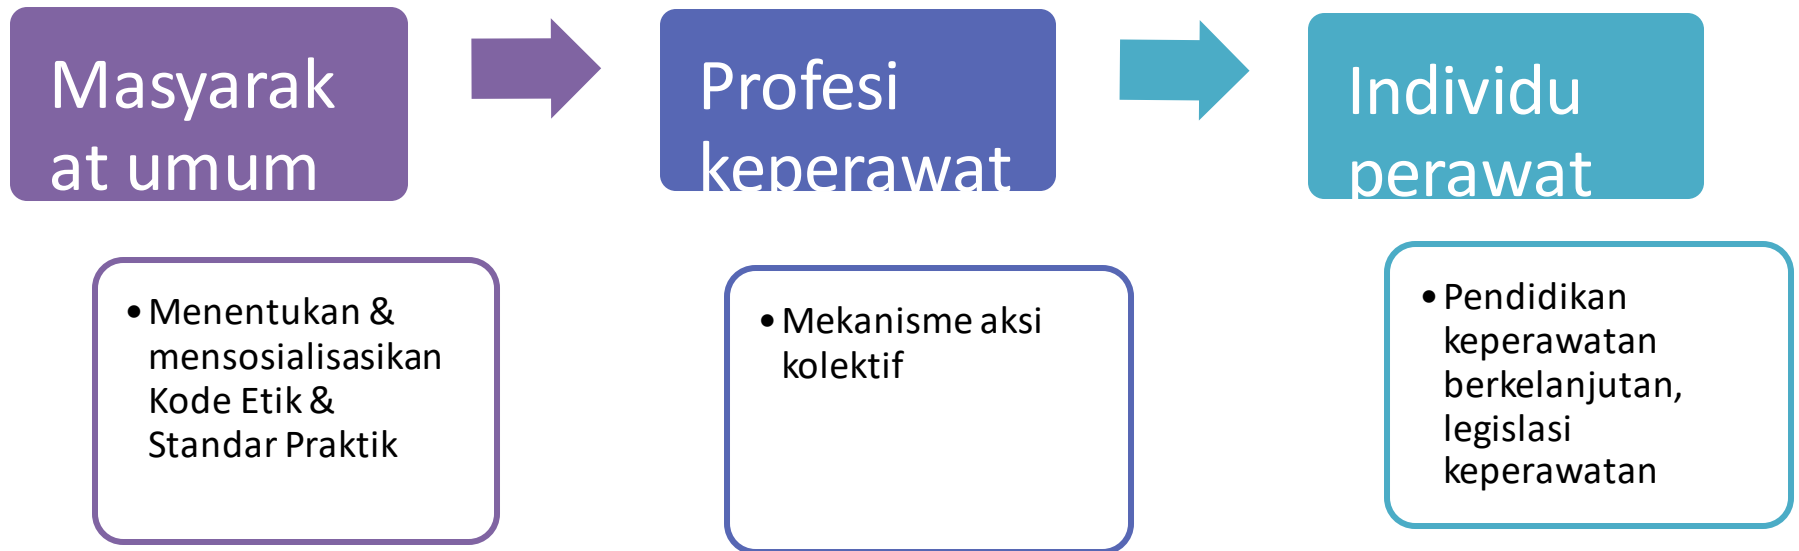 Masyarak
at umum
Profesi
keperawat
Individu
perawat
•Menentukan &
mensosialisasikan
Kode Etik &
Standar Praktik
•Mekanisme aksi
kolektif
•Pendidikan
keperawatan
berkelanjutan,
legislasi
keperawatan